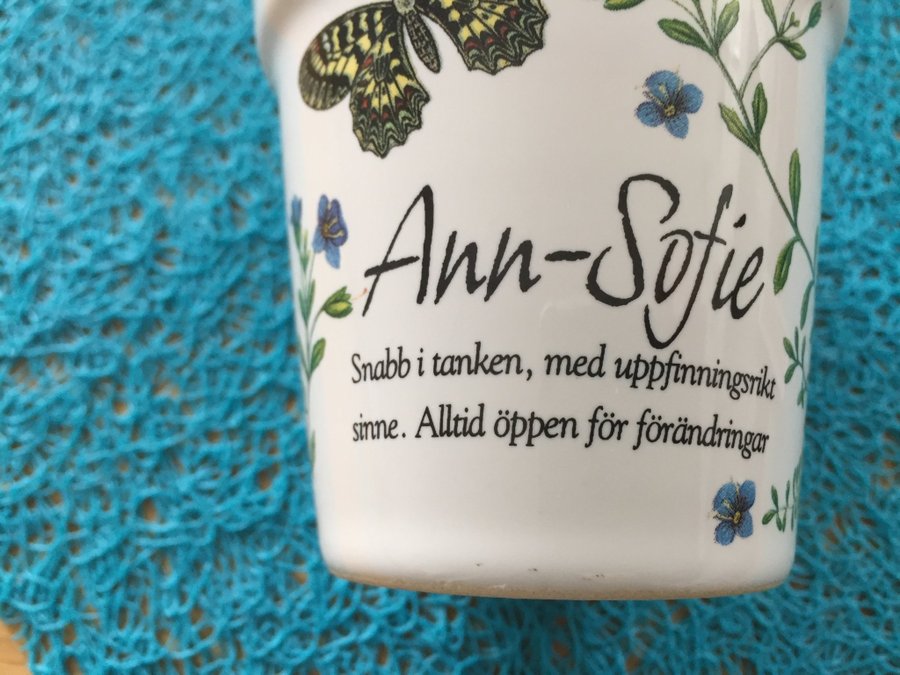 Ann-Sofie
Snabb i tanken, med uppfinningsrikt
sinne. Alltid öppen för förändringar